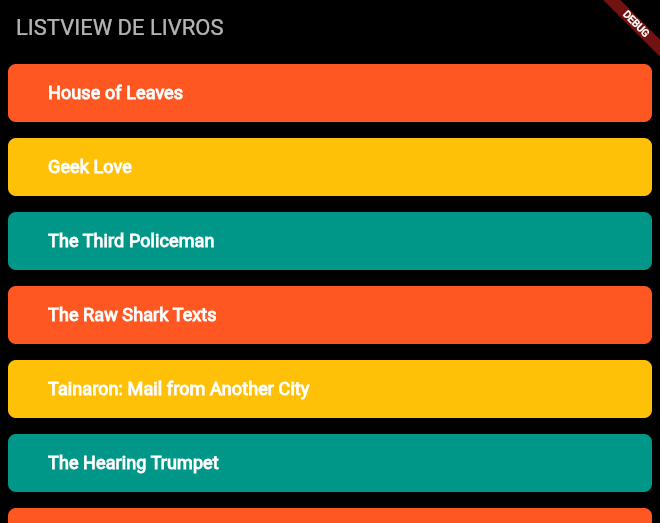 LISTVIEW DE LIVROS
DEBUG
House of Leaves
Geek Love
The Third Policeman
The Raw Shark Texts
Tainaron: Mail from Another City
The Hearing Trumpet